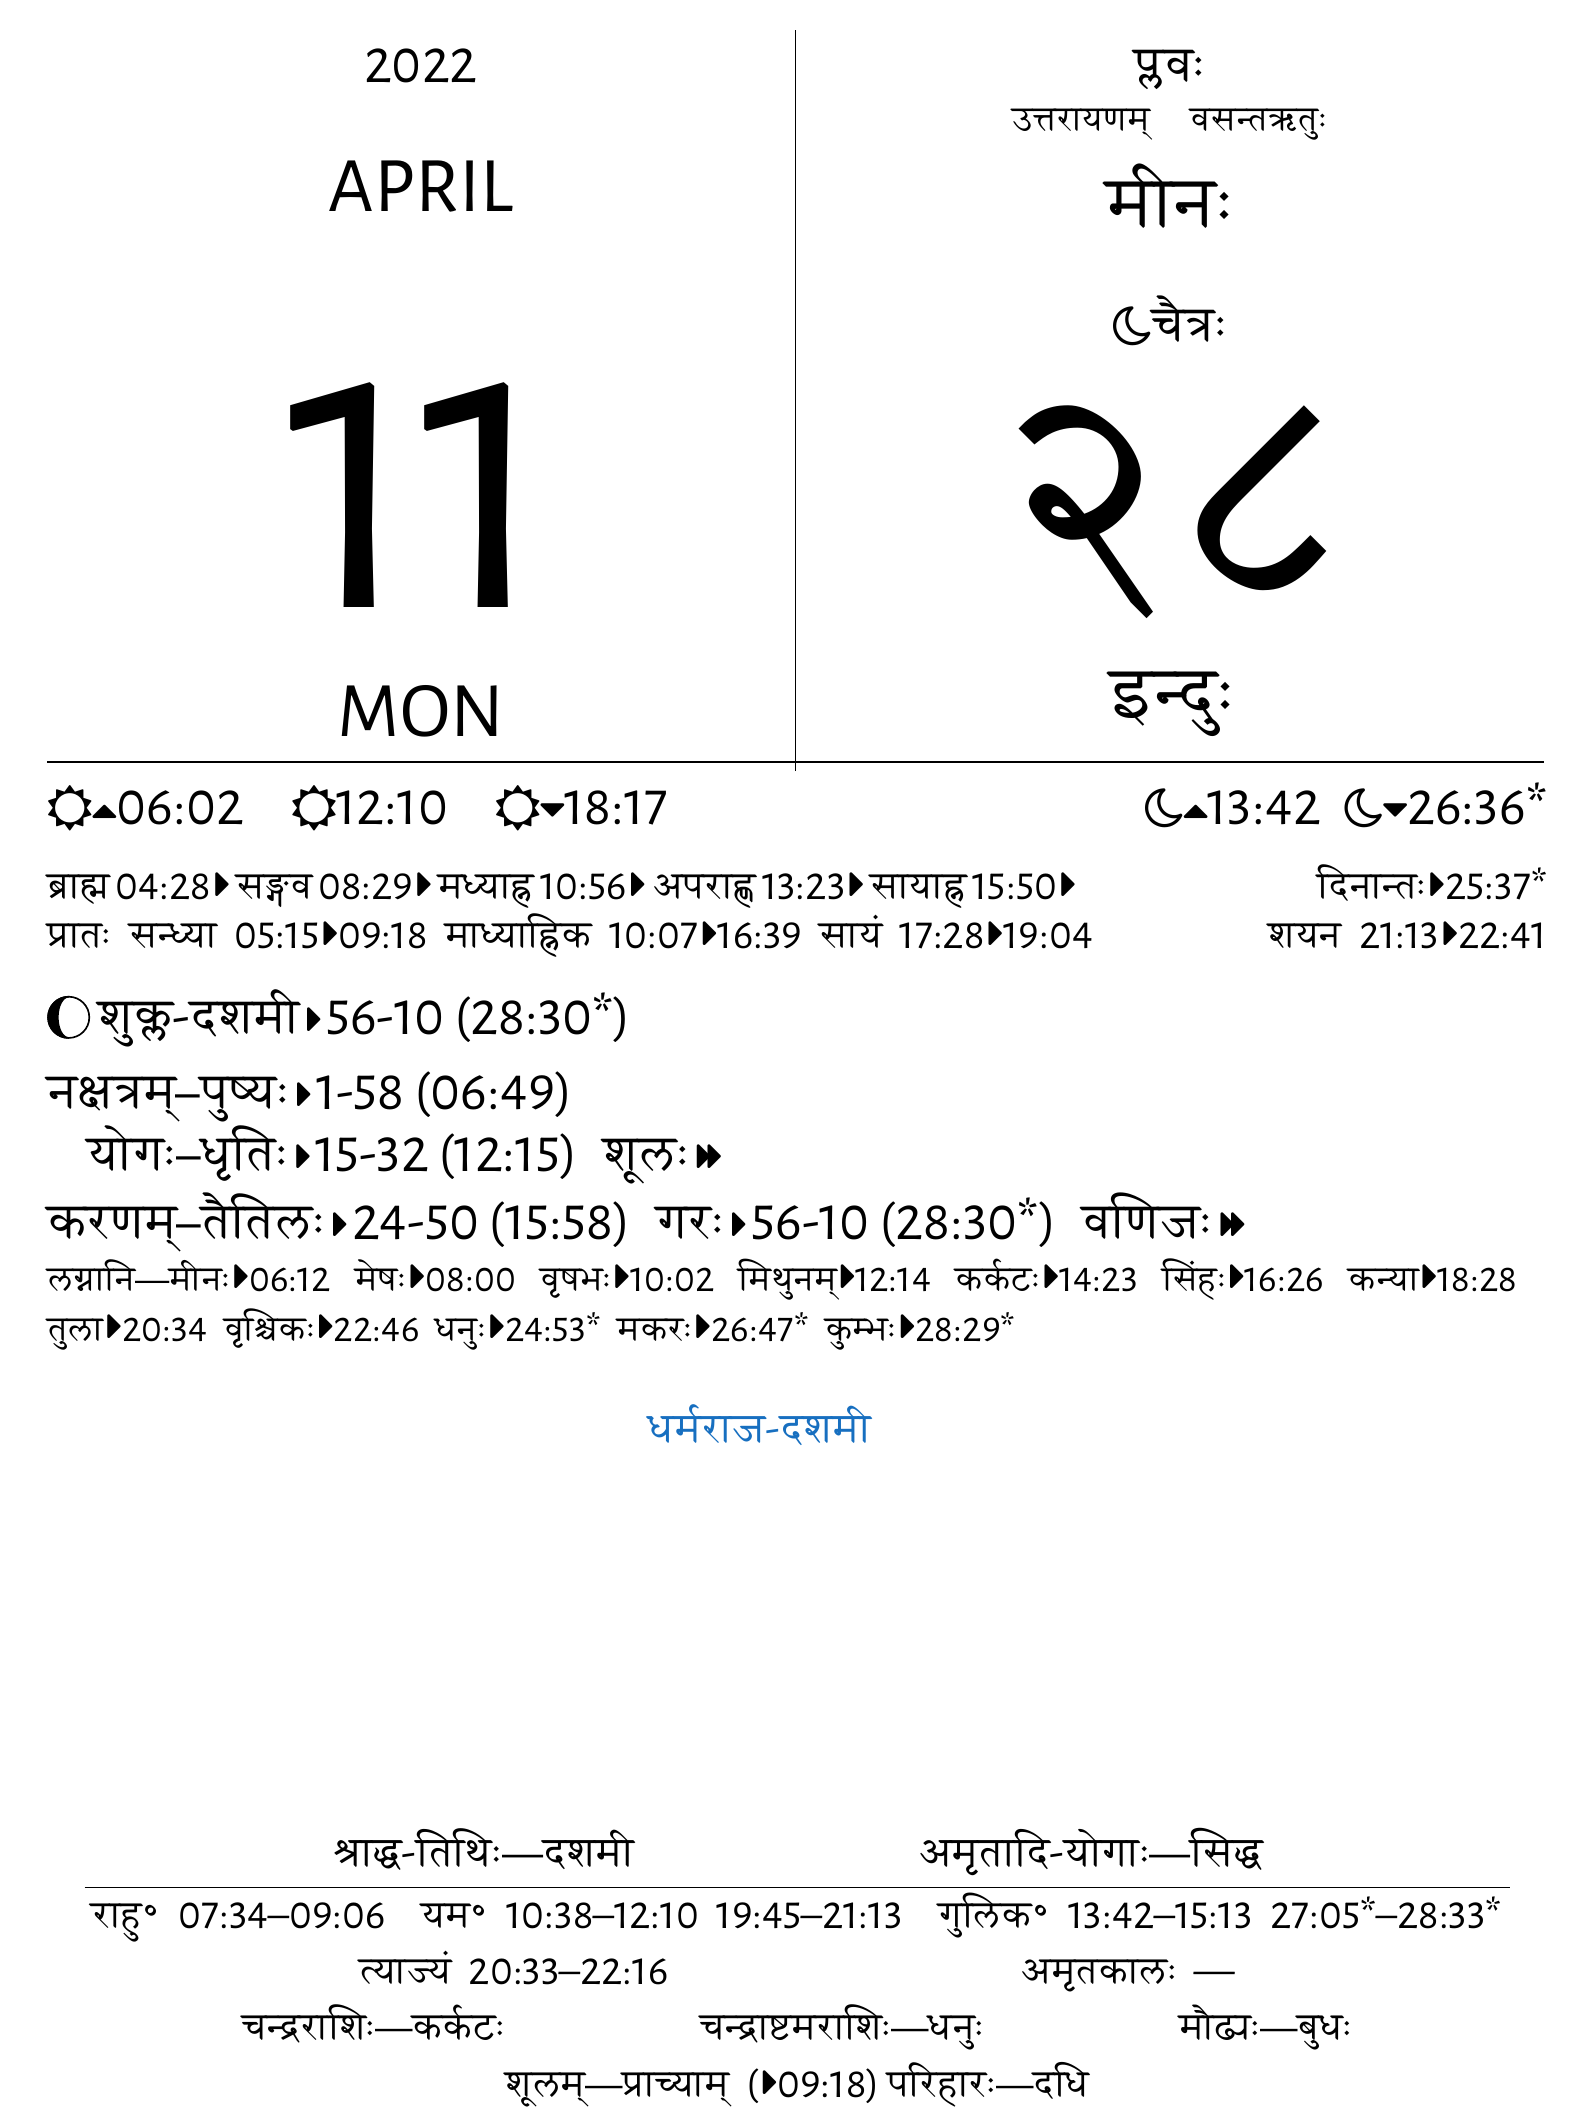 2022
APRIL
11
MON
प्लवः
उत्तरायणम् वसन्तऋतुः
मीनः
चैत्रः
२८
इन्दुः
06:02 12:10 18:17 13:42 26:36*
ब्राह्म 04:28 सङ्गव 08:29 मध्याह्न 10:56 अपराह्ण 13:23 सायाह्न 15:50 दिनान्तः 25:37*
प्रातः सन्ध्या 05:15 09:18 माध्याह्निक 10:07 16:39 सायं 17:28 19:04 शयन 21:13 22:41
शुक्ल-दशमी 56-10 (28:30*)
नक्षत्रम्–पुष्यः 1-58 (06:49)
योगः–धृतिः 15-32 (12:15) शूलः
करणम्–तैतिलः 24-50 (15:58) गरः 56-10 (28:30*) वणिजः
लग्नानि—मीनः 06:12 मेषः 08:00 वृषभः 10:02 मिथुनम् 12:14 कर्कटः 14:23 सिंहः 16:26 कन्या 18:28
तुला 20:34 वृश्चिकः 22:46 धनुः 24:53* मकरः 26:47* कुम्भः 28:29*
धर्मराज-दशमी
श्राद्ध-तिथिः—दशमी अमृतादि-योगाः—सिद्ध
राहु॰ 07:34–09:06 यम॰ 10:38–12:10 19:45–21:13 गुलिक॰ 13:42–15:13 27:05*–28:33*
त्याज्यं 20:33–22:16 अमृतकालः —
चन्द्रराशिः—कर्कटः चन्द्राष्टमराशिः—धनुः मौढ्यः—बुधः
शूलम्—प्राच्याम् (09:18) परिहारः—दधि